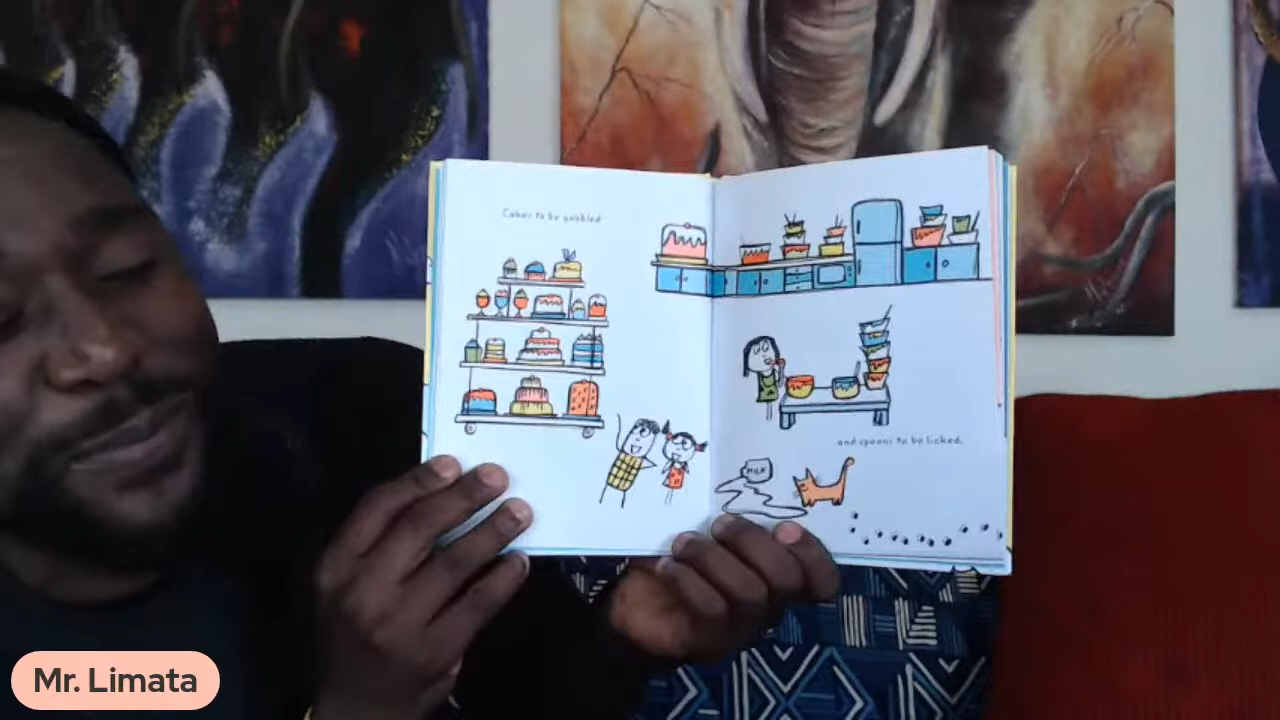 Cakes to be gobbled
and spoons to be licked.
MILK
Mr. Limata